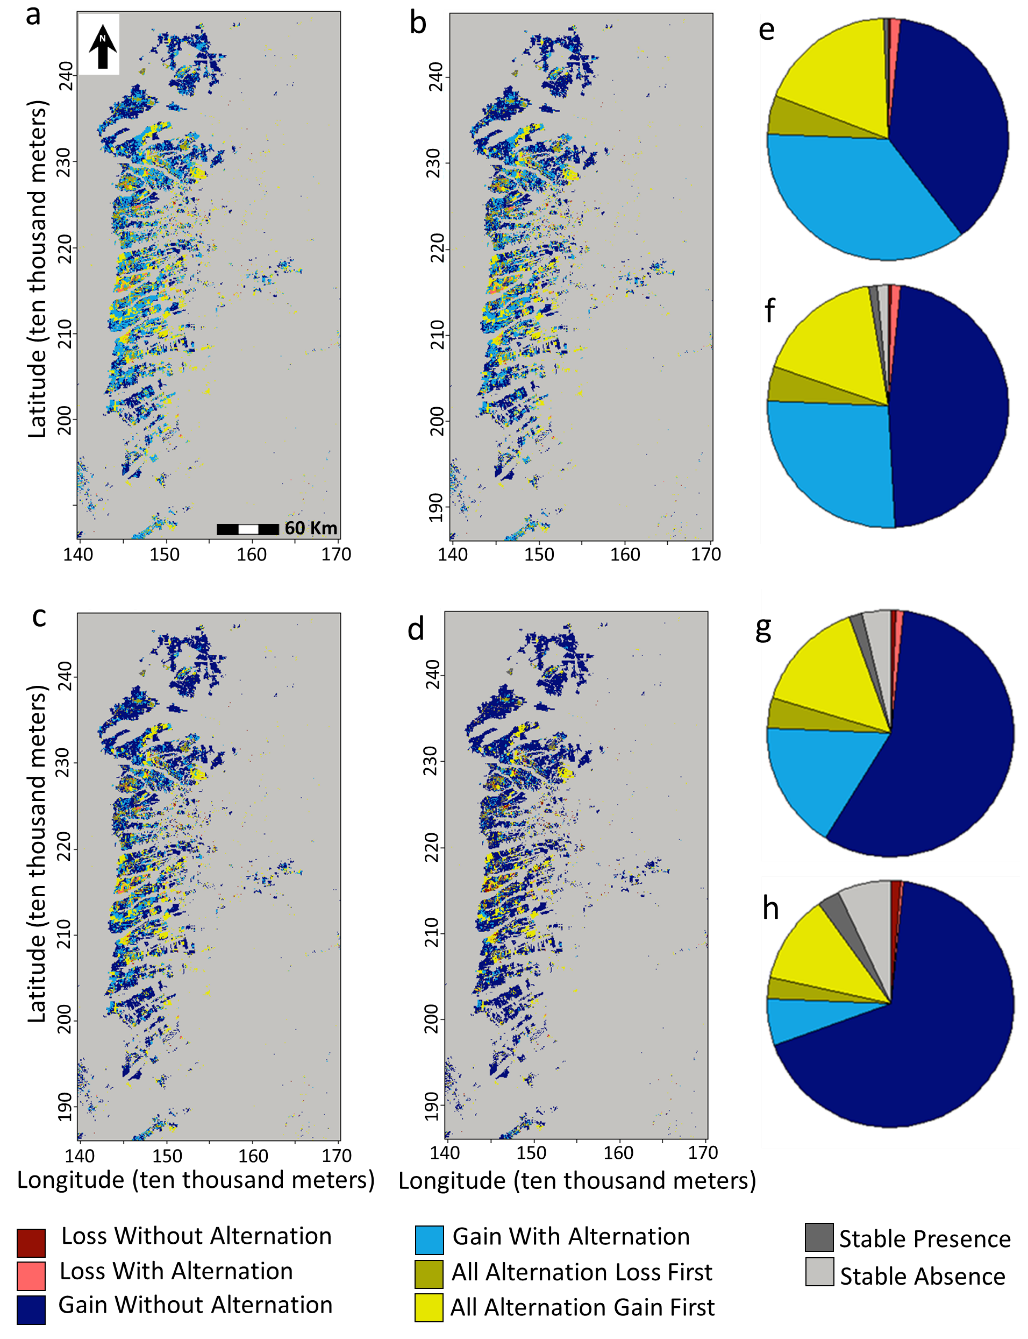 a
b
e
N
240
230
220
210
200
Latitude (ten thousand meters)
60 Km
140
150
160
170
240
230
220
210
200
190
140
150
160
170
f
c
d
g
240
230
220
210
200
190
Latitude (ten thousand meters)
140
150
160
170
Longitude (ten thousand meters)
240
230
220
210
200
190
140
150
160
170
Longitude (ten thousand meters)
h
Loss Without Alternation
Loss With Alternation
Gain Without Alternation
Gain With Alternation
All Alternation Loss First
All Alternation Gain First
Stable Presence
Stable Absence